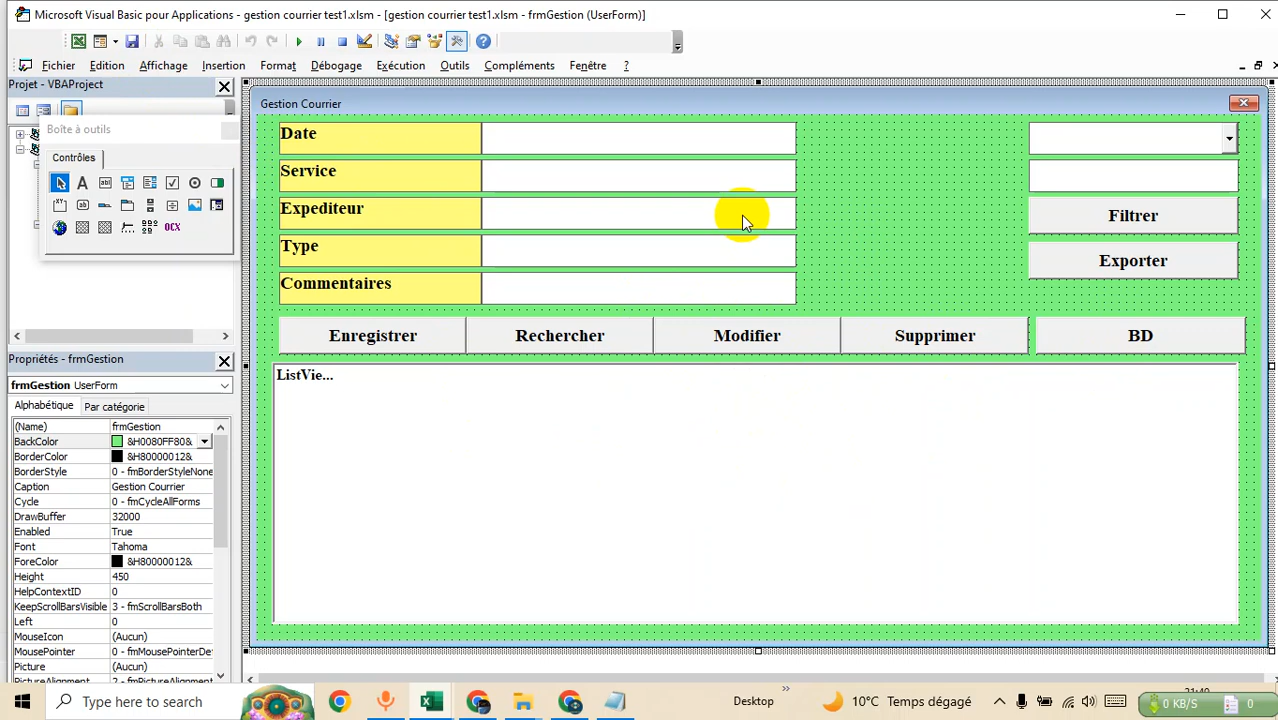 Microsoft Visual Basic pour Applications - gestion courrier test1.xlsm - [gestion courrier test1.xlsm - frmGestion (UserForm)]
Fichier Edition Affichage Insertion Format Débogage Exécution Outils Compléments Fenêtre ?
Projet - VBAProject
Boîte à outils
Contrôles
Gestion Courrier
Date
Service
Expediteur
Type
Commentaires
Filtrer
Exporter
Enregistrer Rechercher Modifier Supprimer BD
ListVie...
Propriétés - frmGestion
frmGestion UserForm
Alphabétique Par catégorie
(Name) frmGestion
BackColor &H0080FF80&
BorderColor &H80000012&
BorderStyle 0 - fmBorderStyleNone
Caption Gestion Courrier
Cycle 0 - fmCycleAllForms
DrawBuffer 32000
Enabled True
Font Tahoma
ForeColor &H80000012&
Height 450
HelpContextID 0
KeepScrollBarsVisible 3 - fmScrollBarsBoth
Left 0
MouseIcon (Aucun)
MousePointer 0 - fmMousePointerDe
Picture (Aucun)
Type here to search
Desktop
10°C Temps dégagé
0 KB/S 0